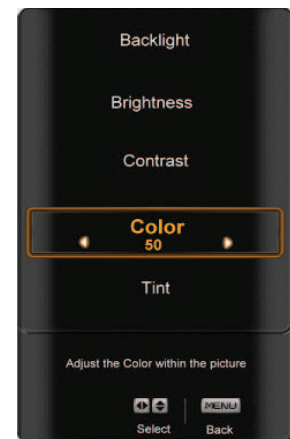 Backlight
Brightness
Contrast
Color
50
Tint
Adjust the Color within the picture
MENU
Select Back